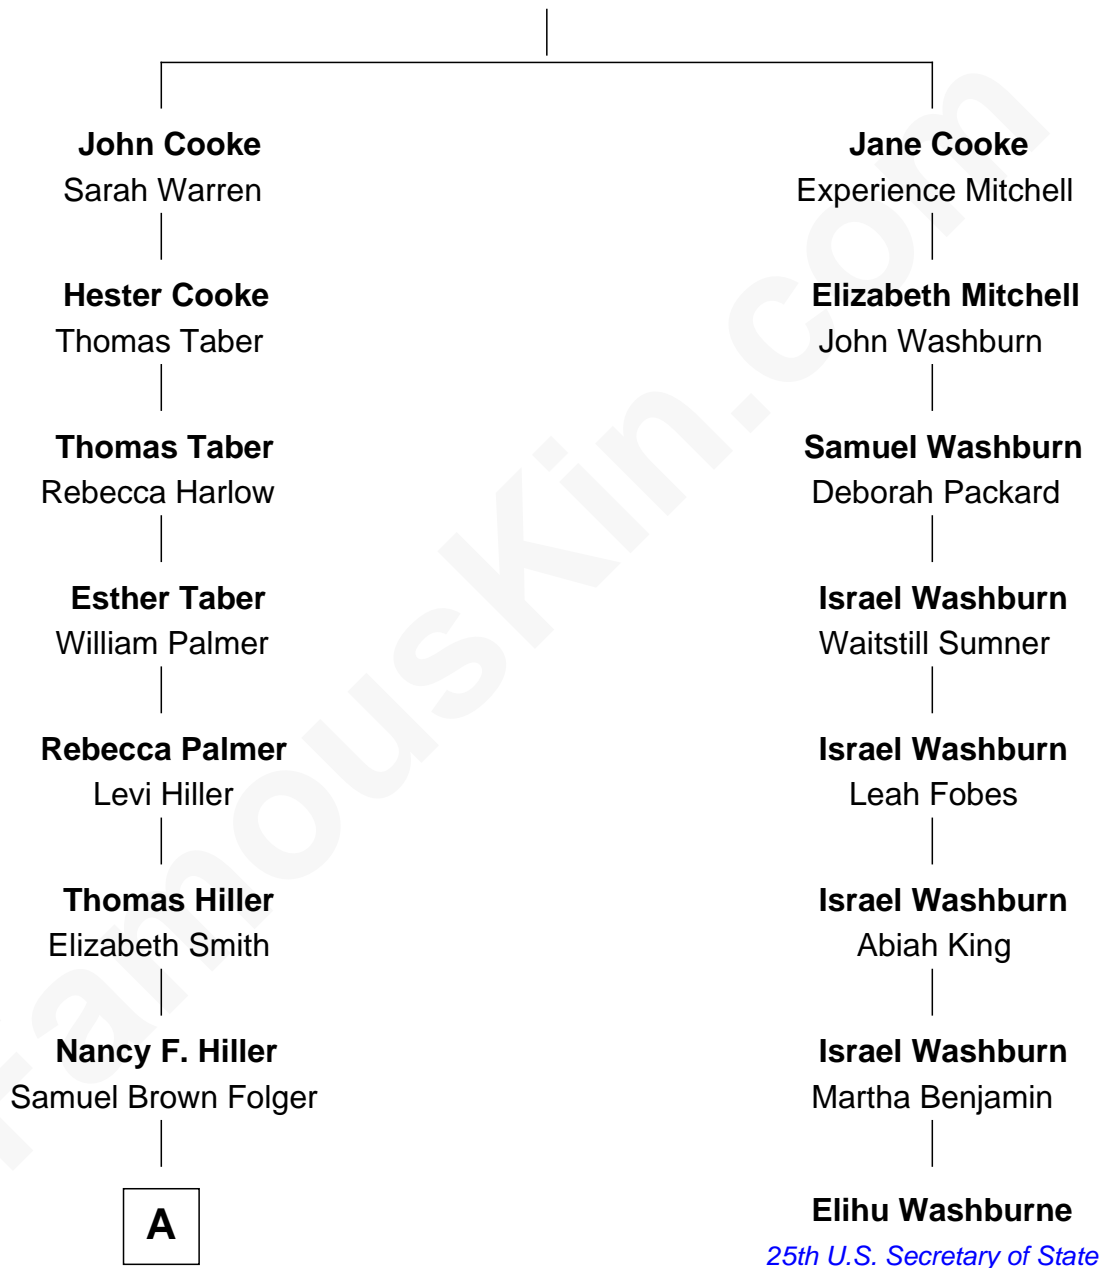 John Cooke
Sarah Warren
Jane Cooke
Experience Mitchell
Hester Cooke
Thomas Taber
Elizabeth Mitchell
John Washburn
Thomas Taber
Rebecca Harlow
Samuel Washburn
Deborah Packard
Esther Taber
William Palmer
Israel Washburn
Waitstill Sumner
Rebecca Palmer
Levi Hiller
Israel Washburn
Leah Fobes
Thomas Hiller
Elizabeth Smith
Israel Washburn
Abiah King
Nancy F. Hiller
Samuel Brown Folger
Israel Washburn
Martha Benjamin
A
Elihu Washburne
25th U.S. Secretary of State
FamousKin.com